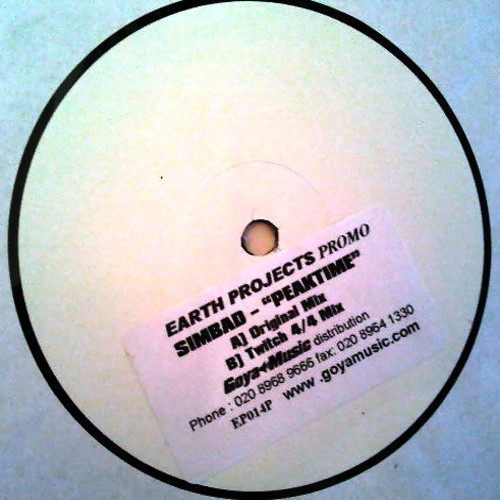 EARTH PROJECTS PROMO
SIMBAD - "PEAKTIME"
A) Original Mix
B) Twitch 4/4 Mix
Goya+Music distribution
Phone : 020 8968 9666 fax: 020 8964 1330
EP014P www .goyamusic.com